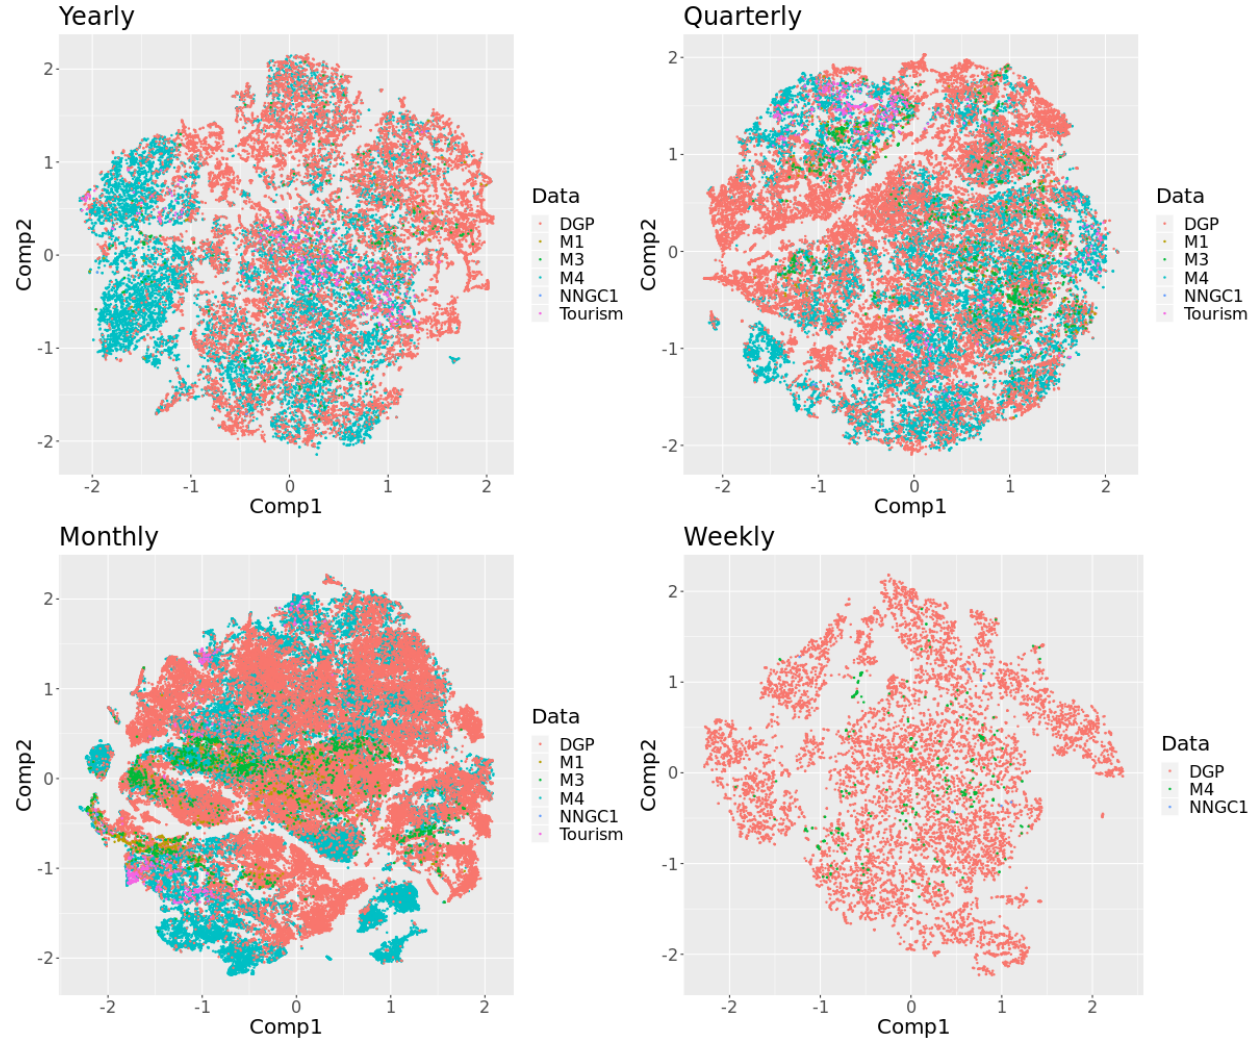 Yearly
2
1
0
-1
-2
Comp2
-2 -1 0 1 2
Comp1
Data
DGP
M1
M3
M4
NNGC1
Tourism
Quarterly
2
1
0
-1
-2
Comp2
-2 -1 0 1 2
Comp1
Data
DGP
M1
M3
M4
NNGC1
Tourism
Monthly
2
1
0
-1
-2
Comp2
-2 -1 0 1 2
Comp1
Data
DGP
M1
M3
M4
NNGC1
Tourism
Weekly
2
1
0
-1
-2
Comp2
-2 -1 0 1 2
Comp1
Data
DGP
M4
NNGC1